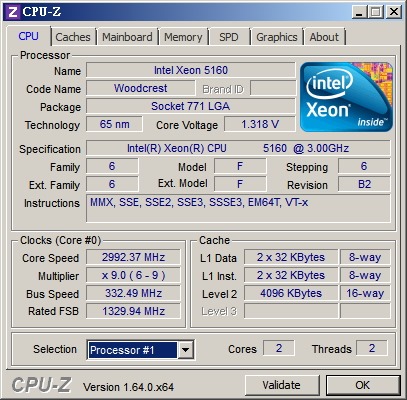 CPU-Z
CPU Caches Mainboard Memory SPD Graphics About
Processor
Name Intel Xeon 5160
Code Name Woodcrest Brand ID
Package Socket 771 LGA
Technology 65 nm Core Voltage 1.318 V
intel
Xeon
inside™
Specification Intel(R) Xeon(R) CPU 5160 @ 3.00GHz
Family 6 Model F Stepping 6
Ext. Family 6 Ext. Model F Revision B2
Instructions MMX, SSE, SSE2, SSE3, SSSE3, EM64T, VT-x
Clocks (Core #0)
Core Speed 2992.37 MHz
Multiplier x 9.0 ( 6 - 9 )
Bus Speed 332.49 MHz
Rated FSB 1329.94 MHz
Cache
L1 Data 2 x 32 KBytes 8-way
L1 Inst. 2 x 32 KBytes 8-way
Level 2 4096 KBytes 16-way
Level 3
Selection Processor #1 Cores 2 Threads 2
CPU-Z Version 1.64.0.x64 Validate OK